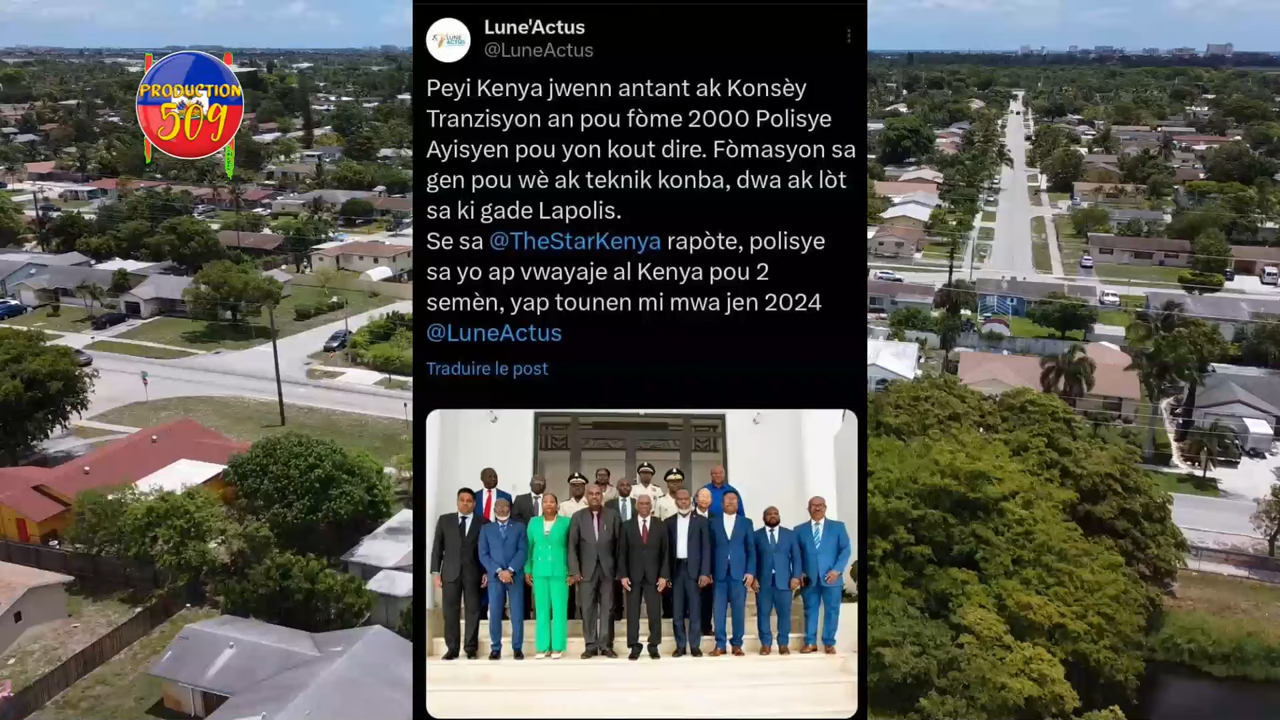 PRODUCTION
509
Lune'Actus
@LuneActus
Peyi Kenya jwenn antant ak Konsèy
Tranzisyon an pou fòme 2000 Polisye
Ayisyen pou yon kout dire. Fòmasyon sa
gen pou wè ak teknik konba, dwa ak lòt
sa ki gade Lapolis.
Se sa @TheStarKenya rapòte, polisye
sa yo ap vwayaje al Kenya pou 2
semèn, yap tounen mi mwa jen 2024
@LuneActus
Traduire le post